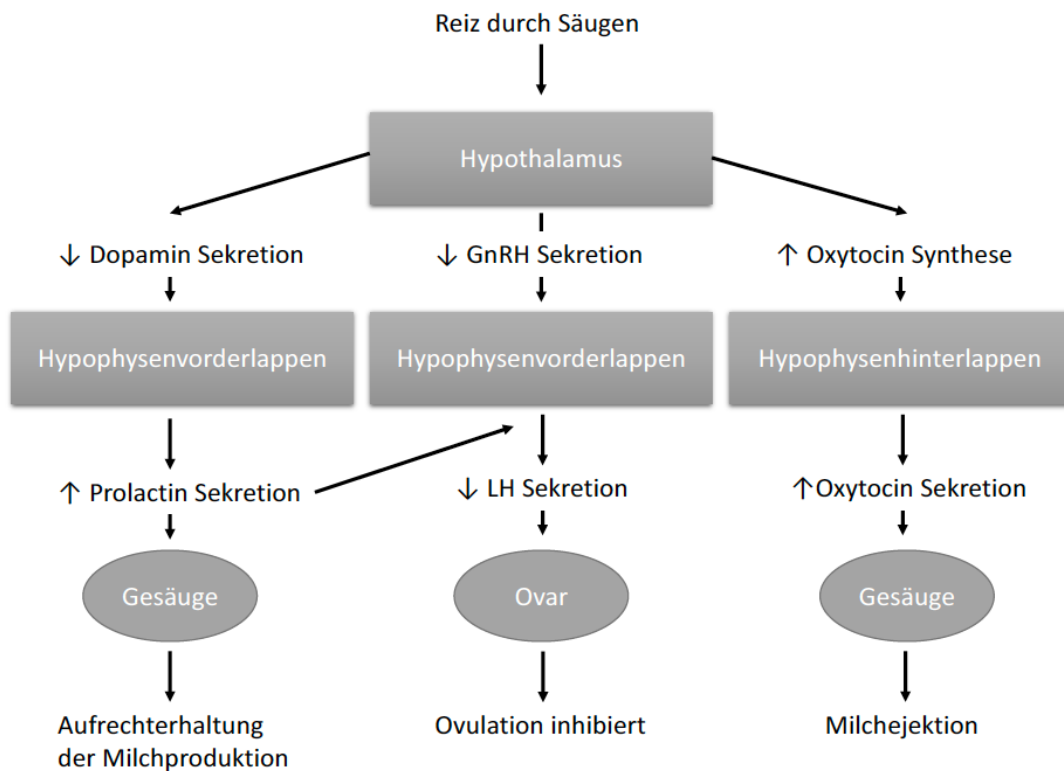 Reiz durch Säugen
Hypothalamus
↓ Dopamin Sekretion
↓ GnRH Sekretion
↑ Oxytocin Synthese
Hypophysenvorderlappen
Hypophysenvorderlappen
Hypophysenhinterlappen
↑ Prolactin Sekretion
↓ LH Sekretion
↑Oxytocin Sekretion
Gesäuge
Ovar
Gesäuge
Aufrechterhaltung
der Milchproduktion
Ovulation inhibiert
Milchejektion